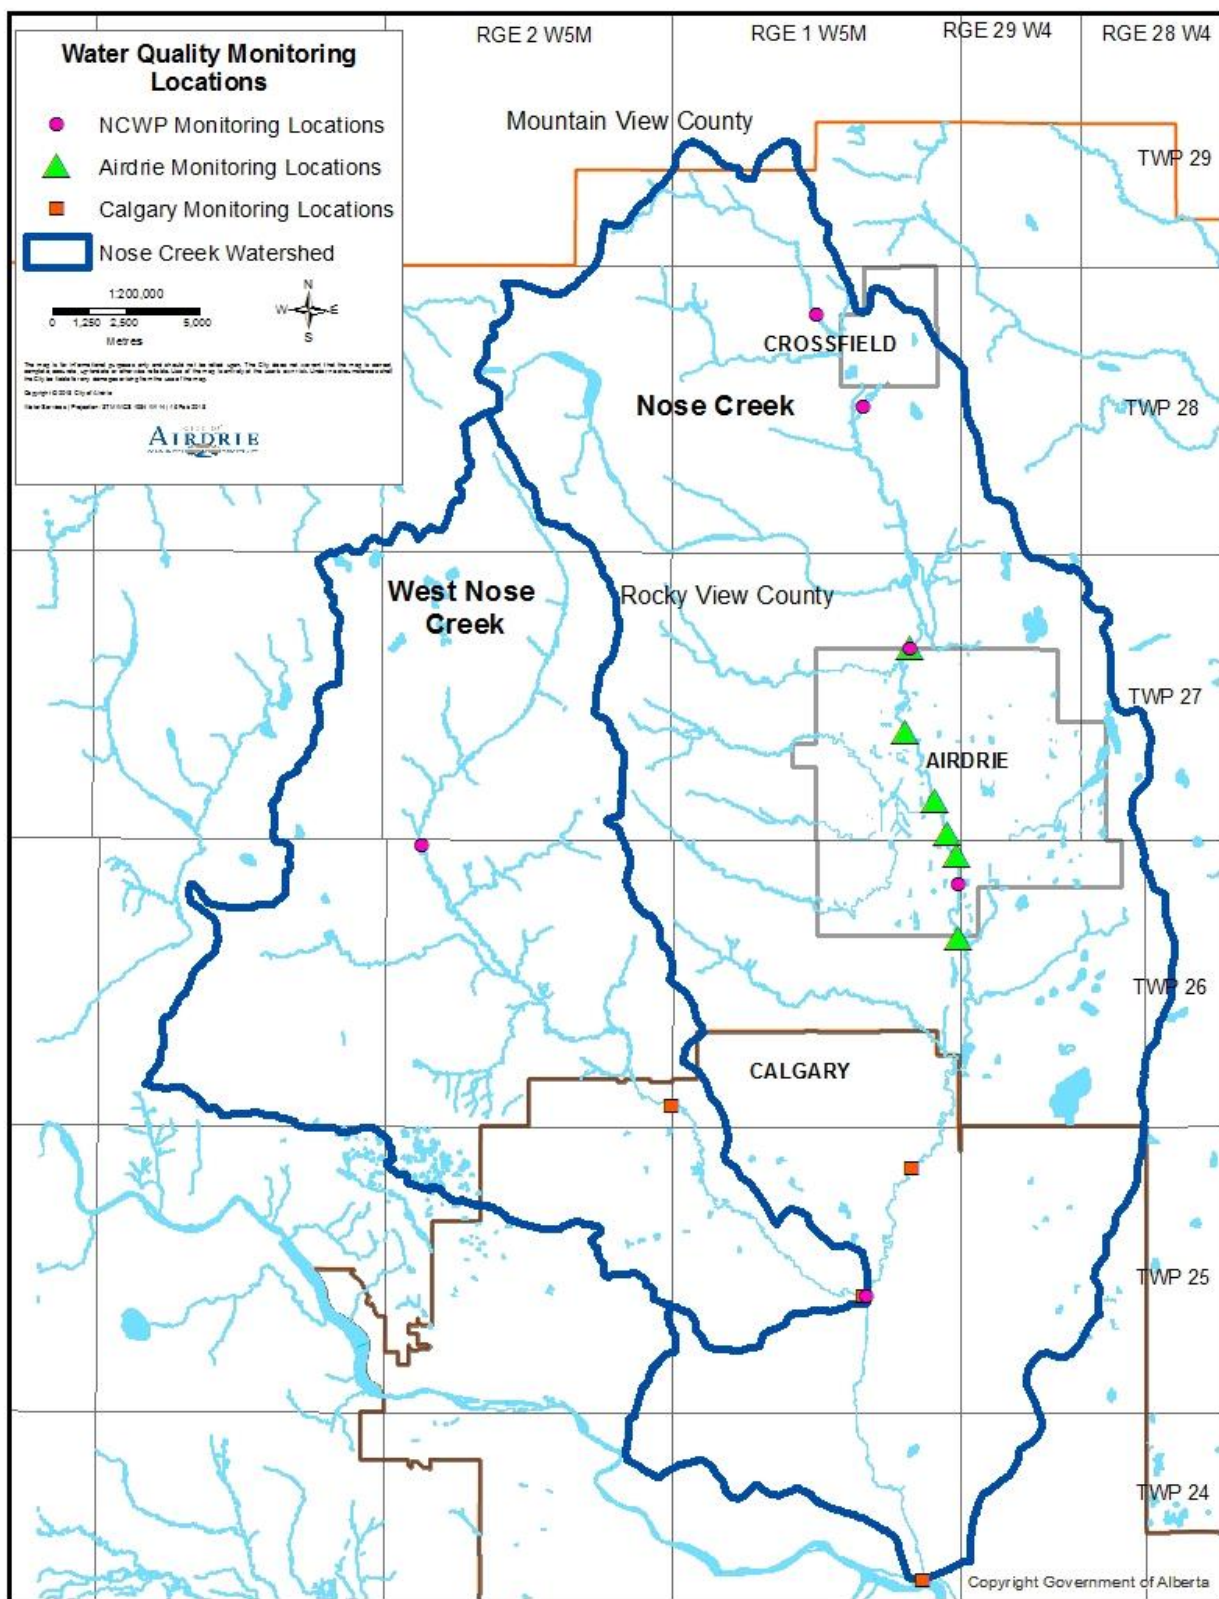 RGE 2 W5M
RGE 1 W5M
RGE 29 W4
RGE 28 W4
Water Quality Monitoring
Locations
NCWP Monitoring Locations
Airdrie Monitoring Locations
Calgary Monitoring Locations
Nose Creek Watershed
1:200,000
0 1,250 2,500 5,000
Metres
N
W E
S
CITY OF
AIRDRIE
Mountain View County
TWP 29
CROSSFIELD
Nose Creek
TWP 28
West Nose
Creek
Rocky View County
TWP 27
AIRDRIE
TWP 26
CALGARY
TWP 25
TWP 24
Copyright Government of Alberta